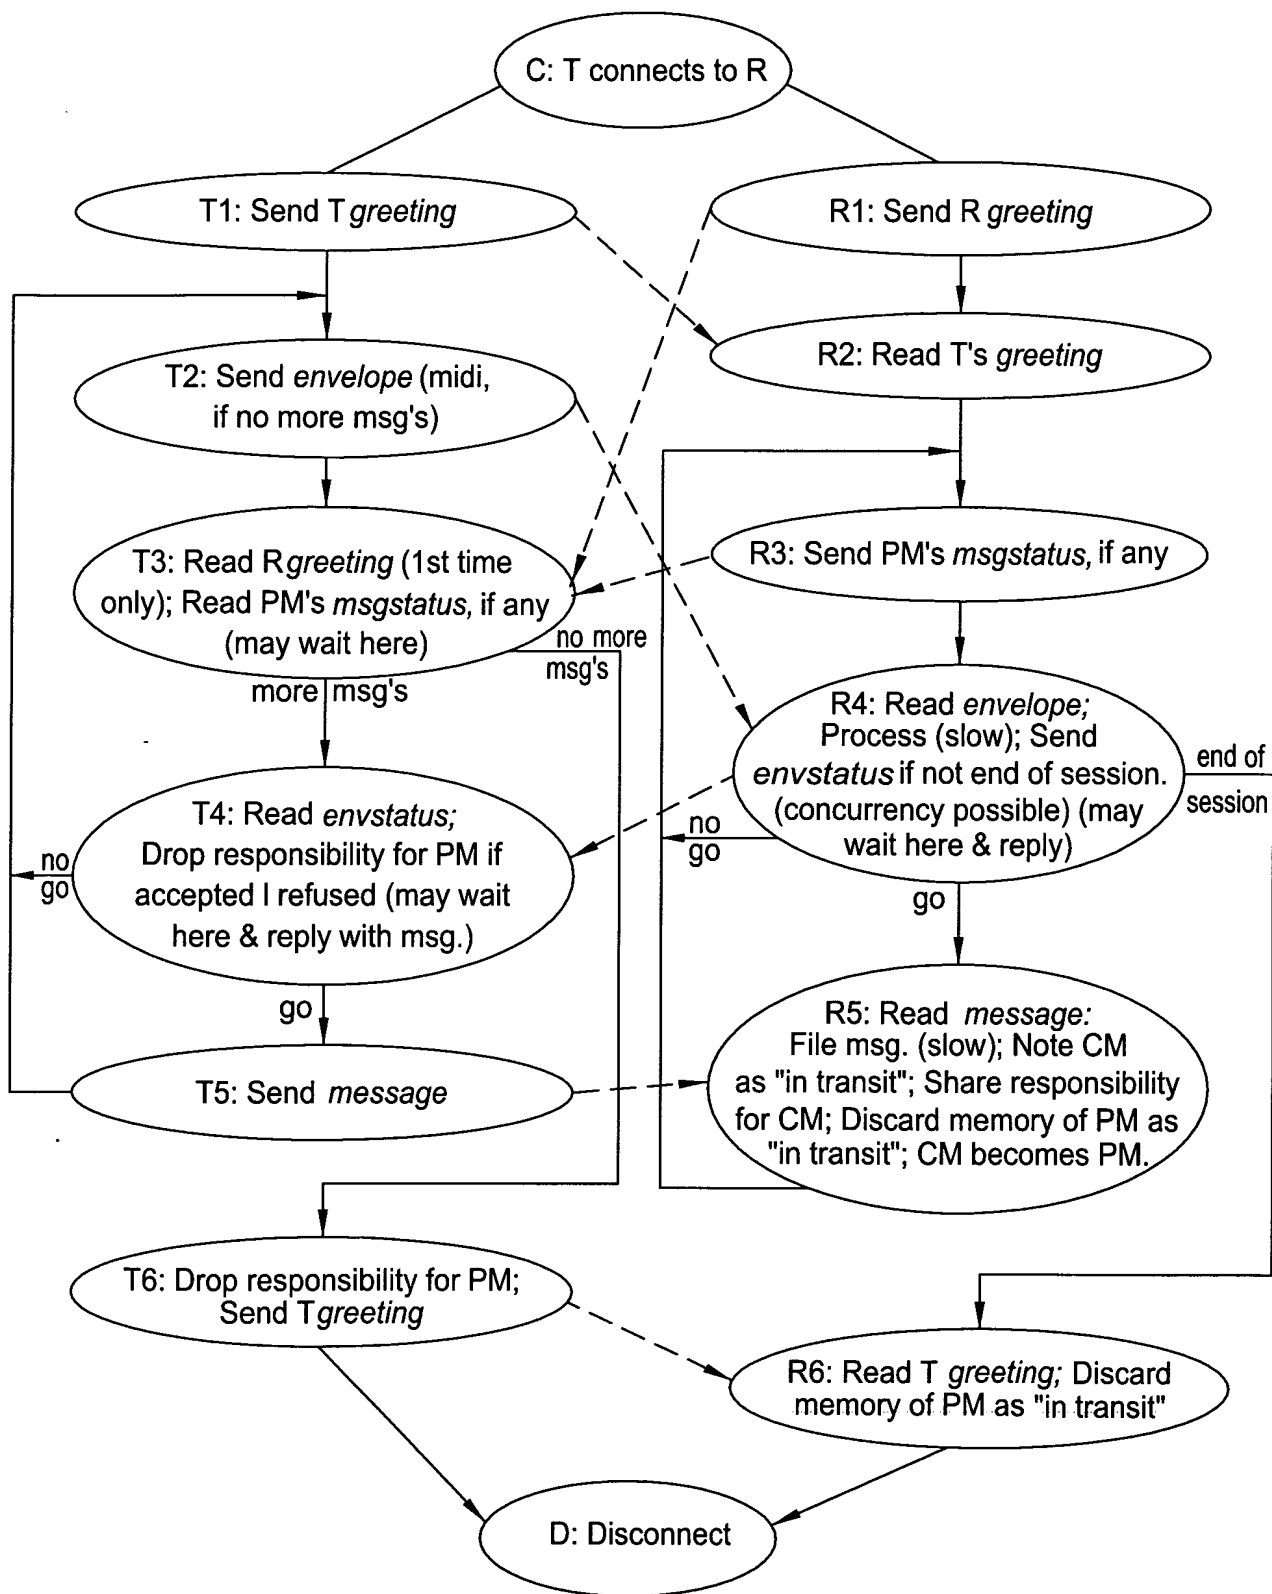 C: T connects to R
T1: Send T greeting
R1: Send R greeting
R2: Read T's greeting
T2: Send envelope (midi,
if no more msg's)
T3: Read R greeting (1st time
only); Read PM's msgstatus, if any
(may wait here)
R3: Send PM's msgstatus, if any
no more
msg's
more msg's
R4: Read envelope;
Process (slow); Send
envstatus if not end of session.
(concurrency possible) (may
wait here & reply)
end of
session
no
go
go
T4: Read envstatus;
Drop responsibility for PM if
accepted I refused (may wait
here & reply with msg.)
no
go
go
T5: Send message
R5: Read message:
File msg. (slow); Note CM
as "in transit"; Share responsibility
for CM; Discard memory of PM as
"in transit"; CM becomes PM.
T6: Drop responsibility for PM;
Send T greeting
R6: Read T greeting; Discard
memory of PM as "in transit"
D: Disconnect